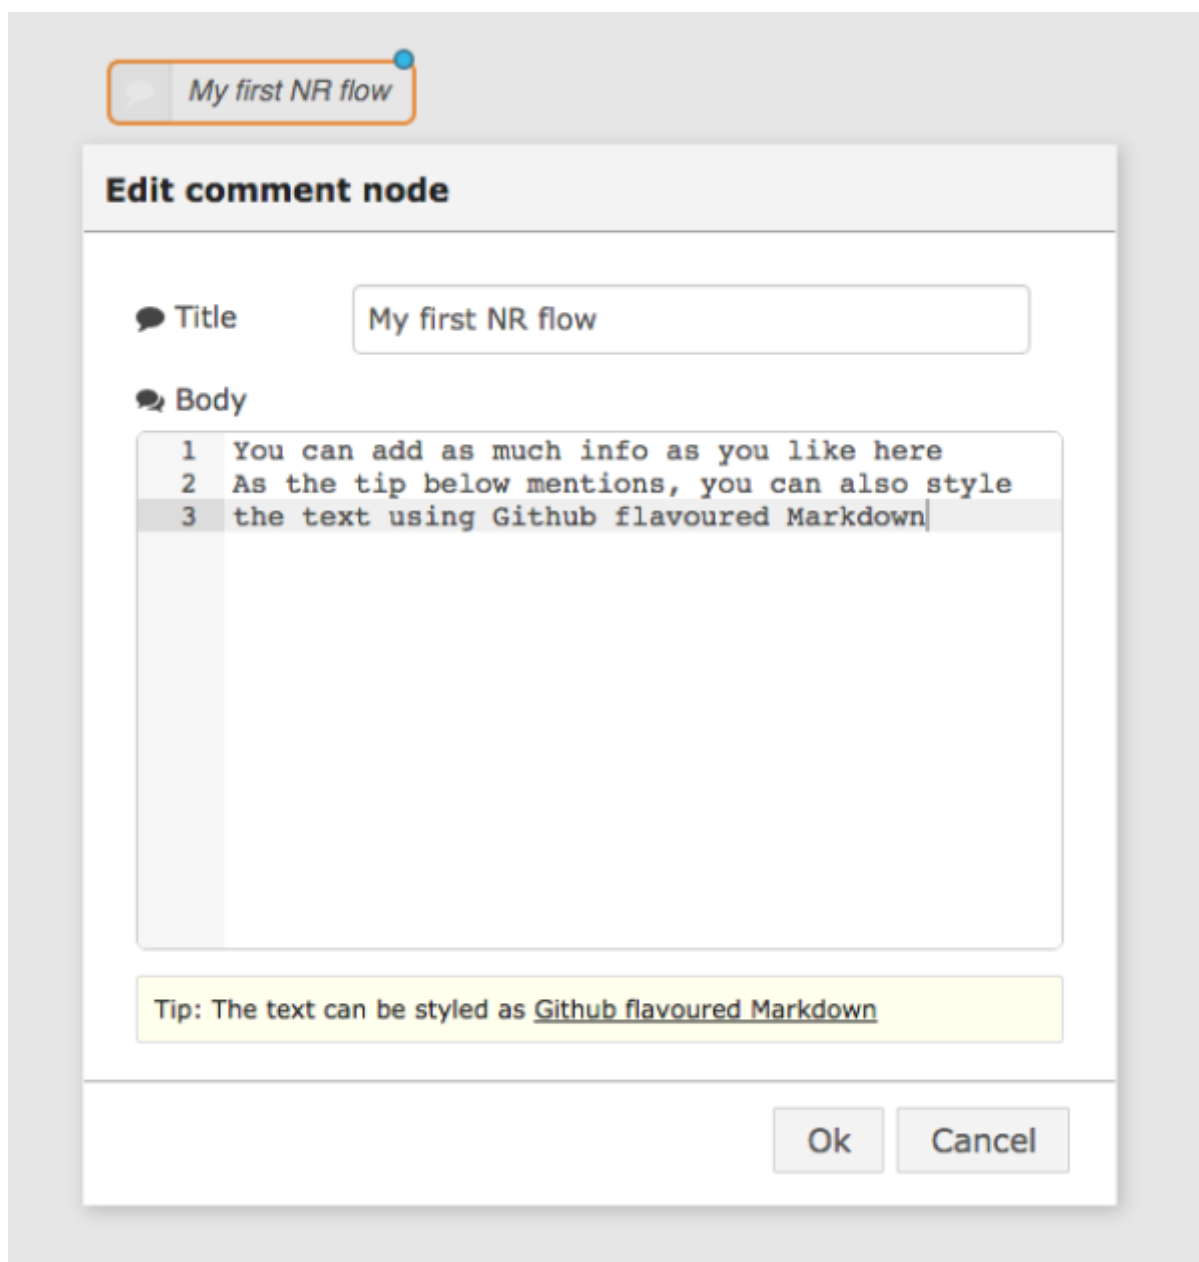 My first NR flow
Edit comment node
Title
My first NR flow
Body
1 You can add as much info as you like here
2 As the tip below mentions, you can also style
3 the text using Github flavoured Markdown
Tip: The text can be styled as Github flavoured Markdown
Ok Cancel